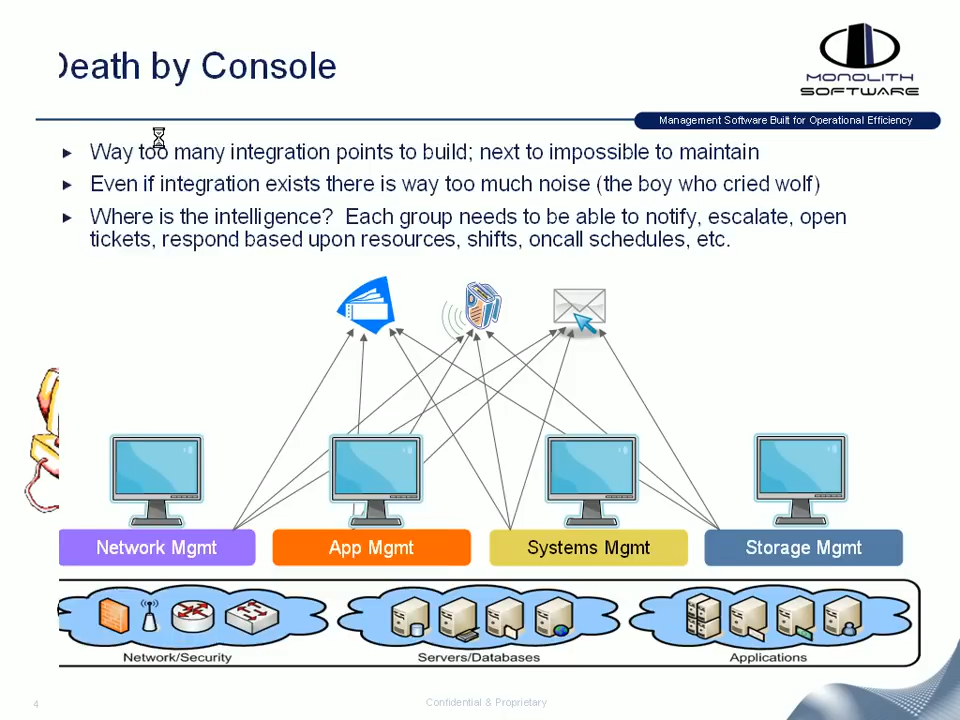 Death by Console
MONOLITH
SOFTWARE
Management Software Built for Operational Efficiency
Way too many integration points to build; next to impossible to maintain
Even if integration exists there is way too much noise (the boy who cried wolf)
Where is the intelligence? Each group needs to be able to notify, escalate, open
tickets, respond based upon resources, shifts, oncall schedules, etc.
Network Mgmt
App Mgmt
Systems Mgmt
Storage Mgmt
Network/Security
Servers/Databases
Applications
4
Confidential & Proprietary